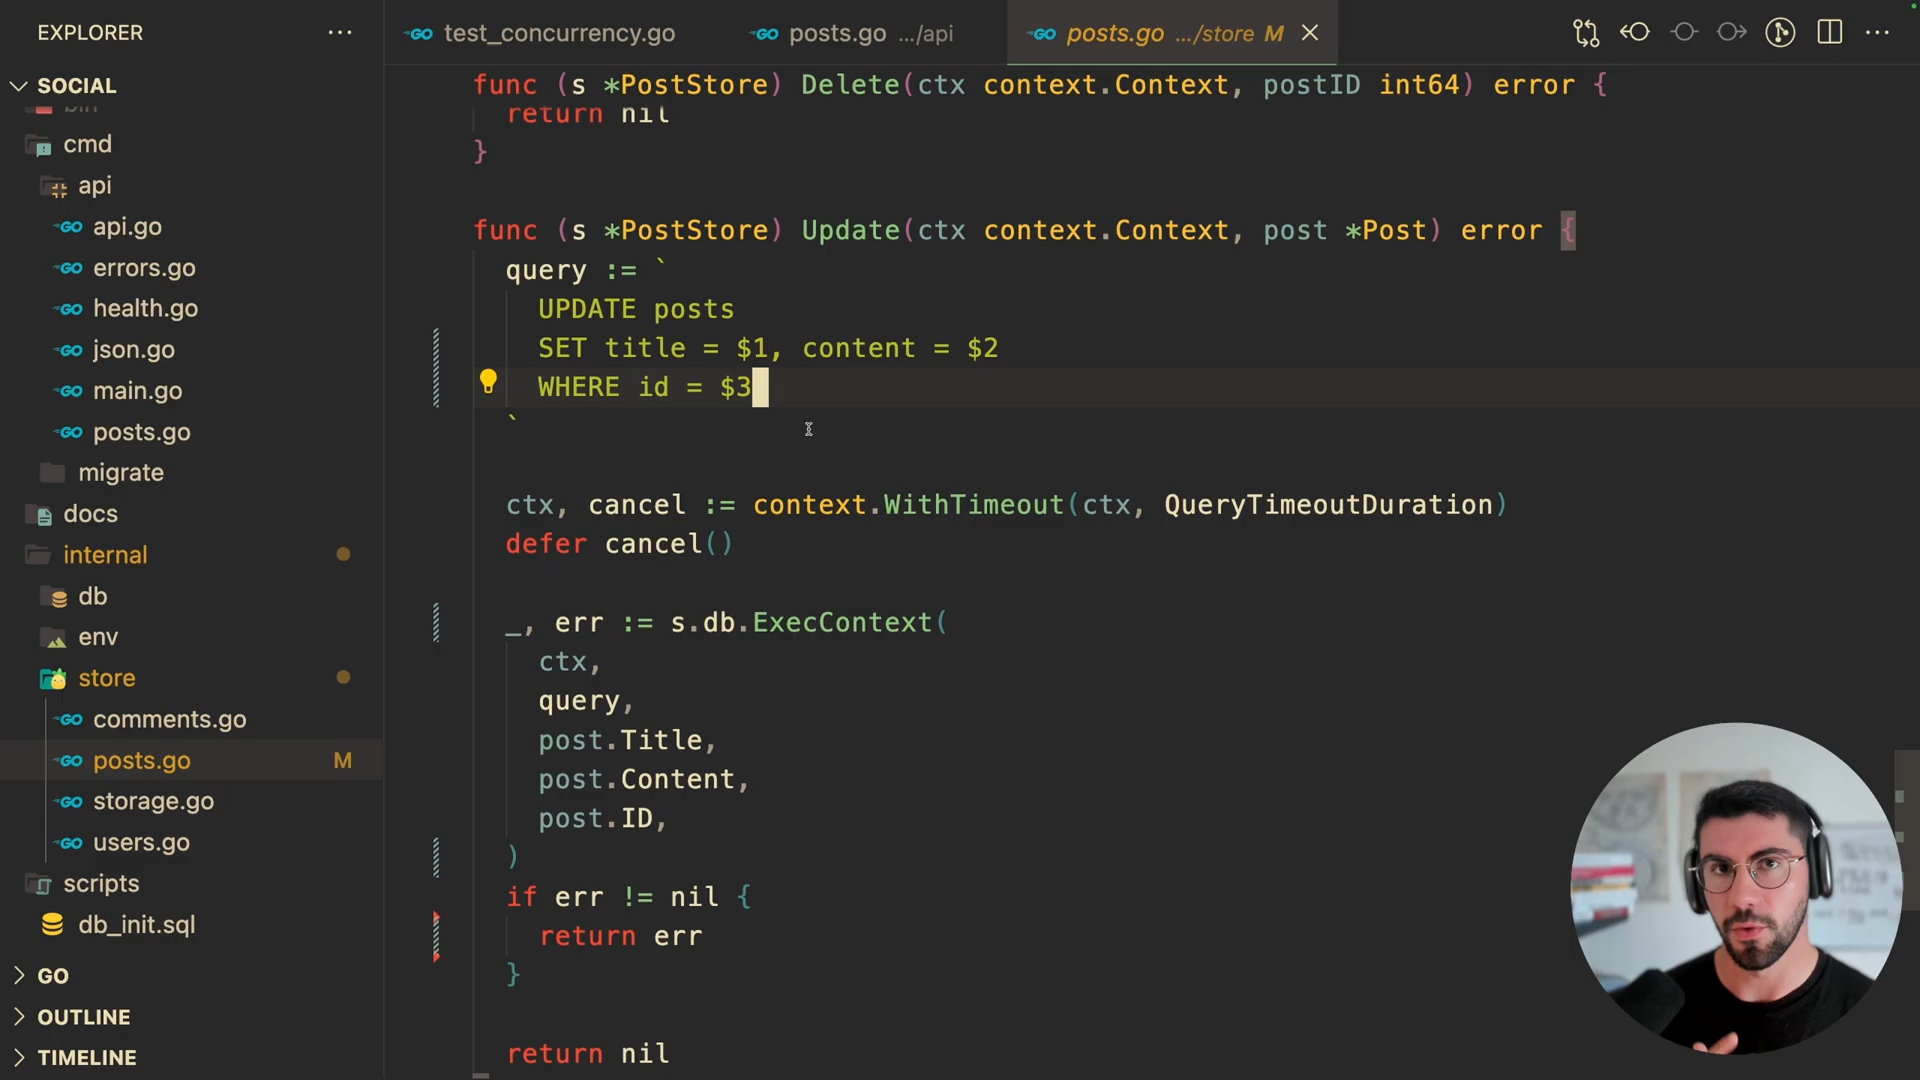 EXPLORER
SOCIAL
bin
cmd
api
api.go
errors.go
health.go
json.go
main.go
posts.go
migrate
docs
internal
db
env
store
comments.go
posts.go M
storage.go
users.go
scripts
db_init.sql
GO
OUTLINE
TIMELINE
test_concurrency.go posts.go .../api posts.go .../store M
func (s *PostStore) Delete(ctx context.Context, postID int64) error {
return nil
}
func (s *PostStore) Update(ctx context.Context, post *Post) error {
query := `
UPDATE posts
SET title = $1, content = $2
WHERE id = $3
`
ctx, cancel := context.WithTimeout(ctx, QueryTimeoutDuration)
defer cancel()
_, err := s.db.ExecContext(
ctx,
query,
post.Title,
post.Content,
post.ID,
)
if err != nil {
return err
}
return nil